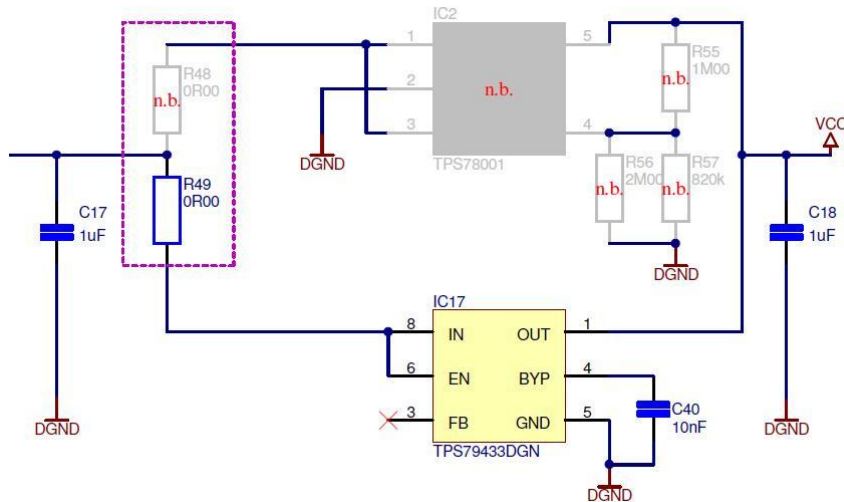 IC2
1
5
R48
0R00
n.b.
R55
1M00
2
n.b.
3
4
VCC
DGND
TPS78001
R56
2M00
n.b.
R57
820k
n.b.
R49
0R00
C17
1uF
C18
1uF
DGND
IC17
8
IN
OUT
1
6
EN
BYP
4
3
FB
GND
5
C40
10nF
DGND
TPS79433DGN
DGND
DGND